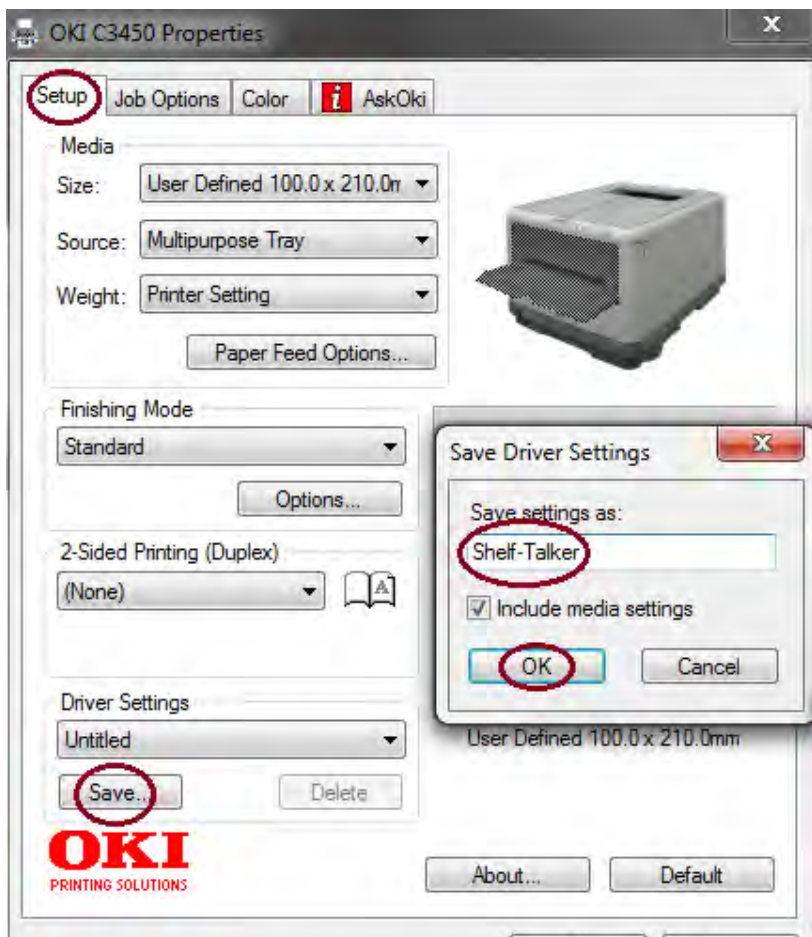 OKI C3450 Properties
Setup Job Options Color i AskOki
Media
Size: User Defined 100.0 x 210.0m
Source: Multipurpose Tray
Weight: Printer Setting
Paper Feed Options...
Finishing Mode
Standard
Options...
2-Sided Printing (Duplex)
(None)
A
Driver Settings
Untitled
Save...
Delete
Save Driver Settings
Save settings as:
Shelf-Talker
Include media settings
OK Cancel
User Defined 100.0 x 210.0mm
OKI
PRINTING SOLUTIONS
About... Default